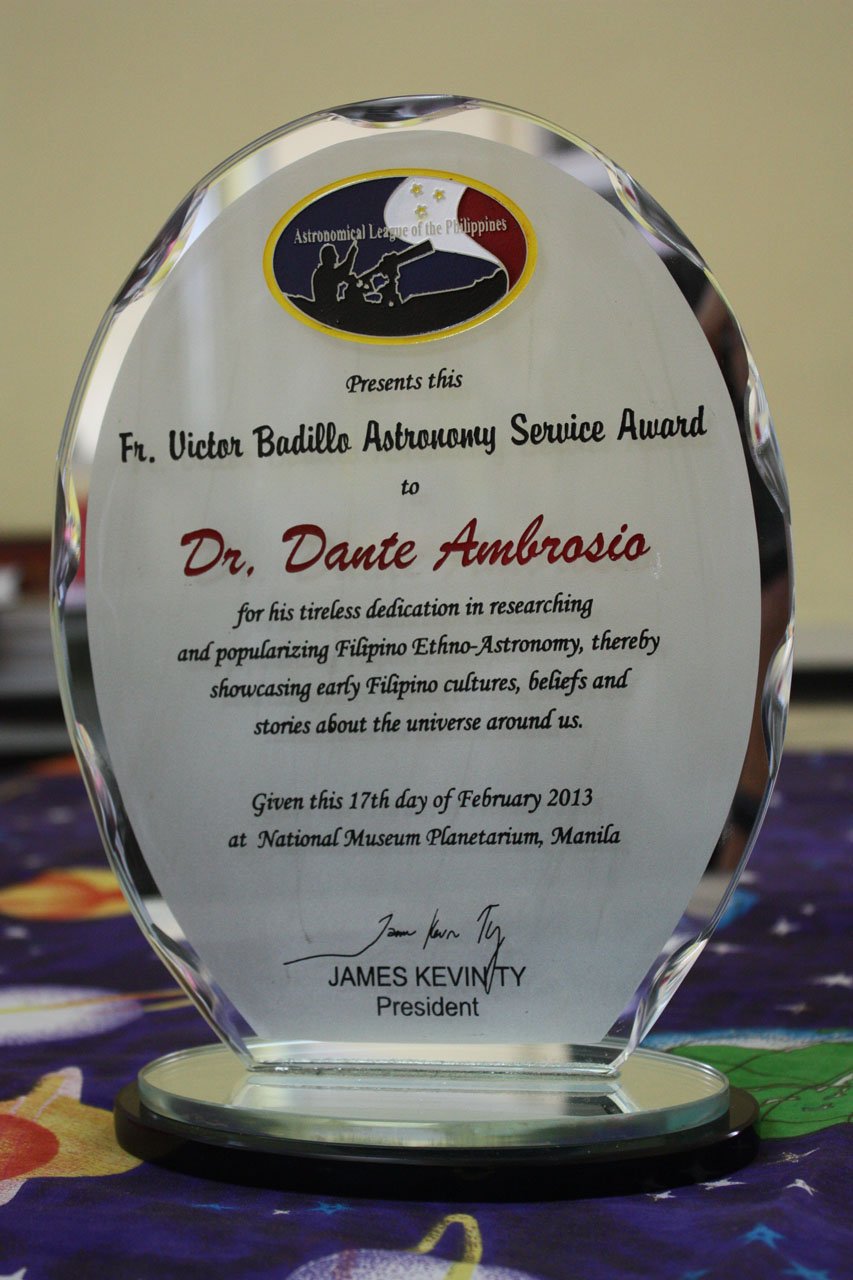 Astronomical League of the Philippines
Presents this
Fr. Victor Badillo Astronomy Service Award
to
Dr. Dante Ambrosio
for his tireless dedication in researching
and popularizing Filipino Ethno-Astronomy, thereby
showcasing early Filipino cultures, beliefs and
stories about the universe around us.
Given this 17th day of February 2013
at National Museum Planetarium, Manila
James Kevin Ty
JAMES KEVIN TY
President